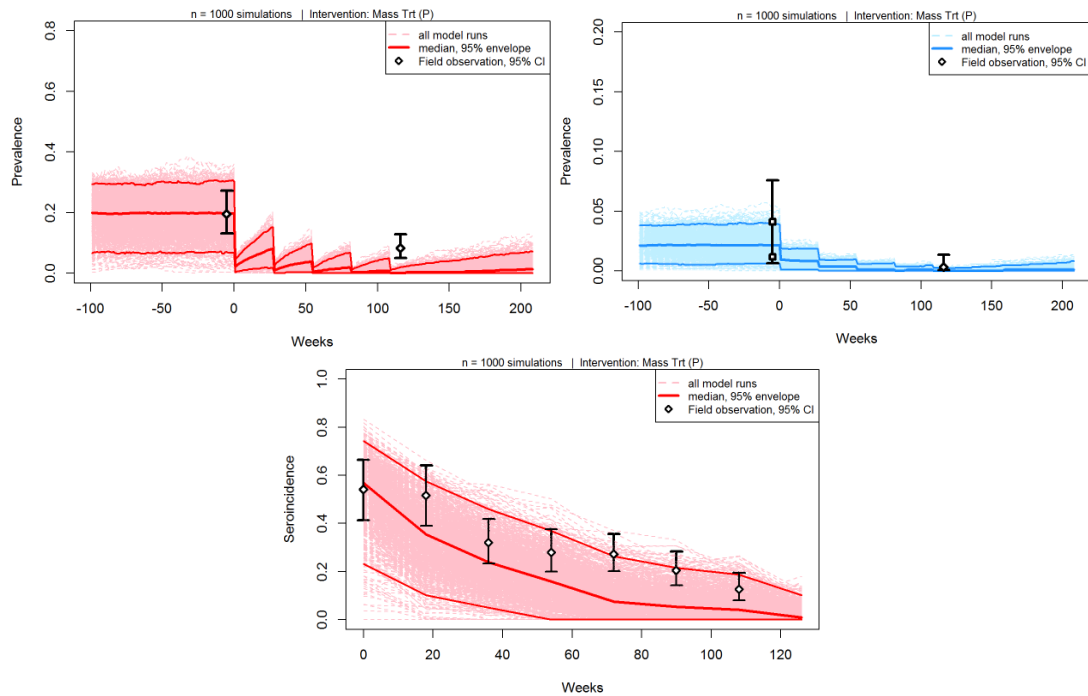 n = 1000 simulations | Intervention: Mass Trt (P)
all model runs
median, 95% envelope
Field observation, 95% CI
Prevalence
0.8
0.6
0.4
0.2
0.0
-100 -50 0 50 100 150 200
Weeks
n = 1000 simulations | Intervention: Mass Trt (P)
all model runs
median, 95% envelope
Field observation, 95% CI
Prevalence
0.20
0.15
0.10
0.05
0.00
-100 -50 0 50 100 150 200
Weeks
n = 1000 simulations | Intervention: Mass Trt (P)
all model runs
median, 95% envelope
Field observation, 95% CI
Seroincidence
1.0
0.8
0.6
0.4
0.2
0.0
0 20 40 60 80 100 120
Weeks